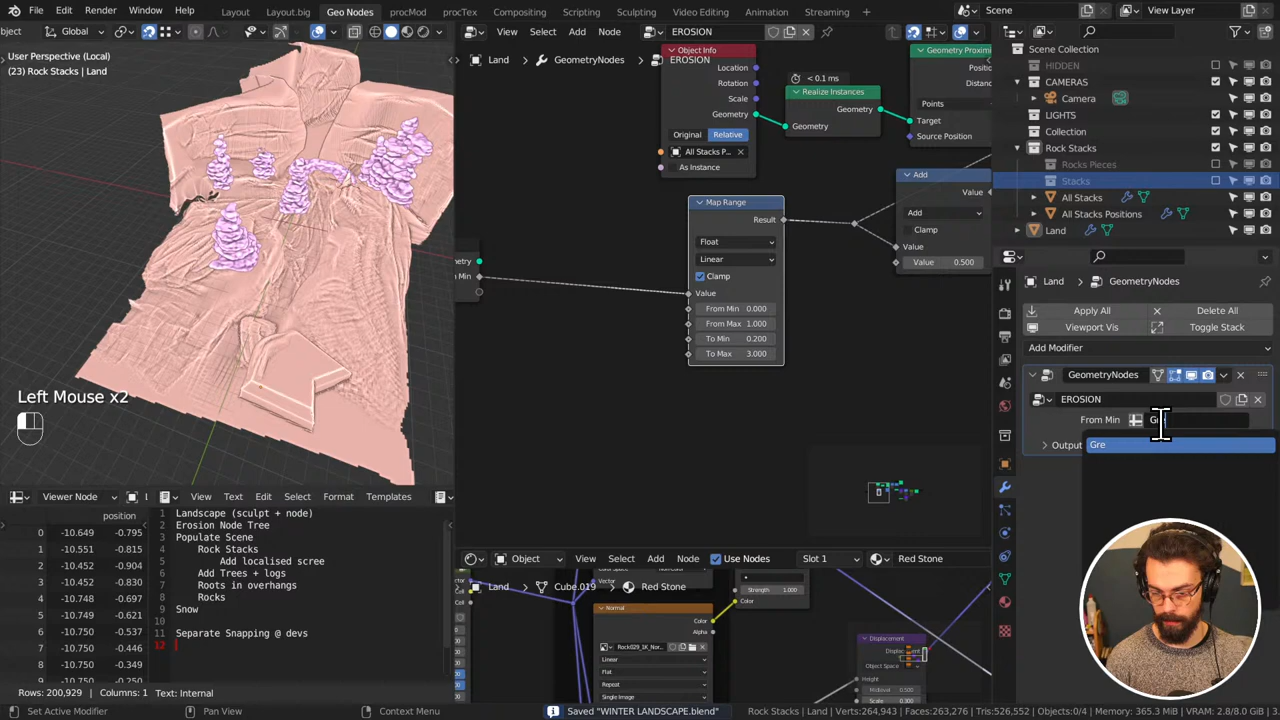 File Edit Render Window Help
Layout Layout.big Geo Nodes procMod procTex Compositing Scripting Sculpting Video Editing Animation Streaming
Scene View Layer
bject Global
View Select Add Node EROSION
Options
User Perspective (Local)
(213) Rock Stacks | Land
Land GeometryNodes EROSION
Object Info
Location
Rotation
Scale
Geometry
Original Relative
All Stacks P...
As Instance
< 0.1 ms
Realize Instances
Geometry
Geometry
Geometry Proximi
Positi
Distanc
Points
Target
Source Position
Add
Value
Add
Clamp
Value
Value 0.500
Map Range
Result
Float
Linear
Clamp
Value
From Min 0.000
From Max 1.000
To Min 0.200
To Max 3.000
ometry
m Min
Left Mouse x2
Scene Collection
HIDDEN
CAMERAS
Camera
LIGHTS
Collection
Rock Stacks
Rocks Pieces
Stacks
All Stacks
All Stacks Positions
Land
Land GeometryNodes
Apply All Delete All
Viewport Vis Toggle Stack
Add Modifier
GeometryNodes
EROSION
From Min Gre
Output
Gre
Viewer Node
position
0 -10.649 -0.795
1 -10.551 -0.815
2 -10.452 -0.904
3 -10.452 -0.830
4 -10.748 -0.697
5 -10.749 -0.621
6 -10.750 -0.537
7 -10.750 -0.446
8 -10.750 -0.349
Rows: 200,929 Columns: 1
View Text Edit Select Format Templates
1 Landscape (sculpt + node)
2 Erosion Node Tree
3 Populate Scene
4 Rock Stacks
5 Add localised scree
6 Add Trees + logs
7 Roots in overhangs
8 Rocks
9 Snow
10
11 Separate Snapping @ devs
12
Text: Internal
Object View Select Add Node Use Nodes Slot 1 Red Stone
Land Cube.019 Red Stone
Strength 1.000
Color
Normal
Color
Alpha
Rock029_1K_Nor...
Linear
Flat
Repeat
Single Image
Displacement
Object Space
Height
Midlevel 0.500
Scale
Set Active Modifier Pan View Context Menu Saved "WINTER LANDSCAPE.blend" Rock Stacks | Land Verts:264,943 Faces:263,276 Tris:526,552 Objects:0/4 Memory: 365.3 MiB VRAM: 2.8/8.0 GiB